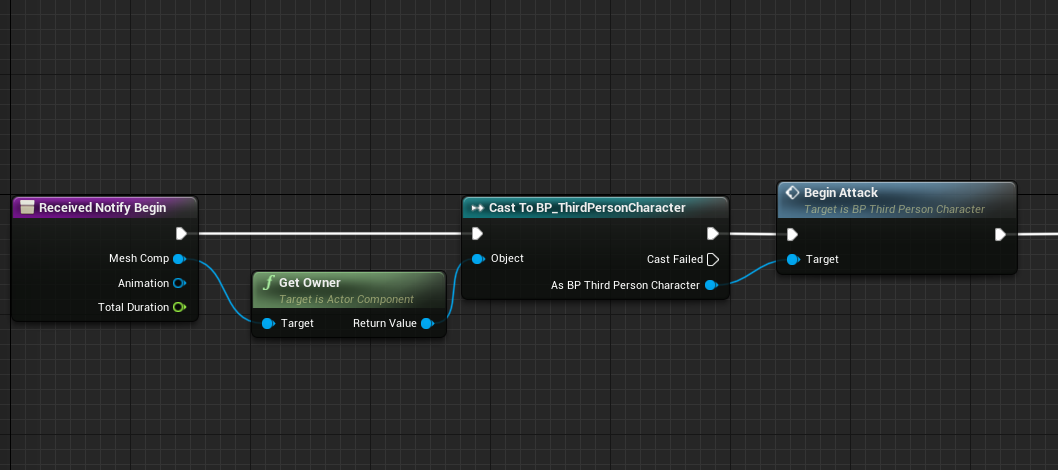 Received Notify Begin
Mesh Comp
Animation
Total Duration
f Get Owner
Target is Actor Component
Target
Return Value
Cast To BP_ThirdPersonCharacter
Object
Cast Failed
As BP Third Person Character
Begin Attack
Target is BP Third Person Character
Target